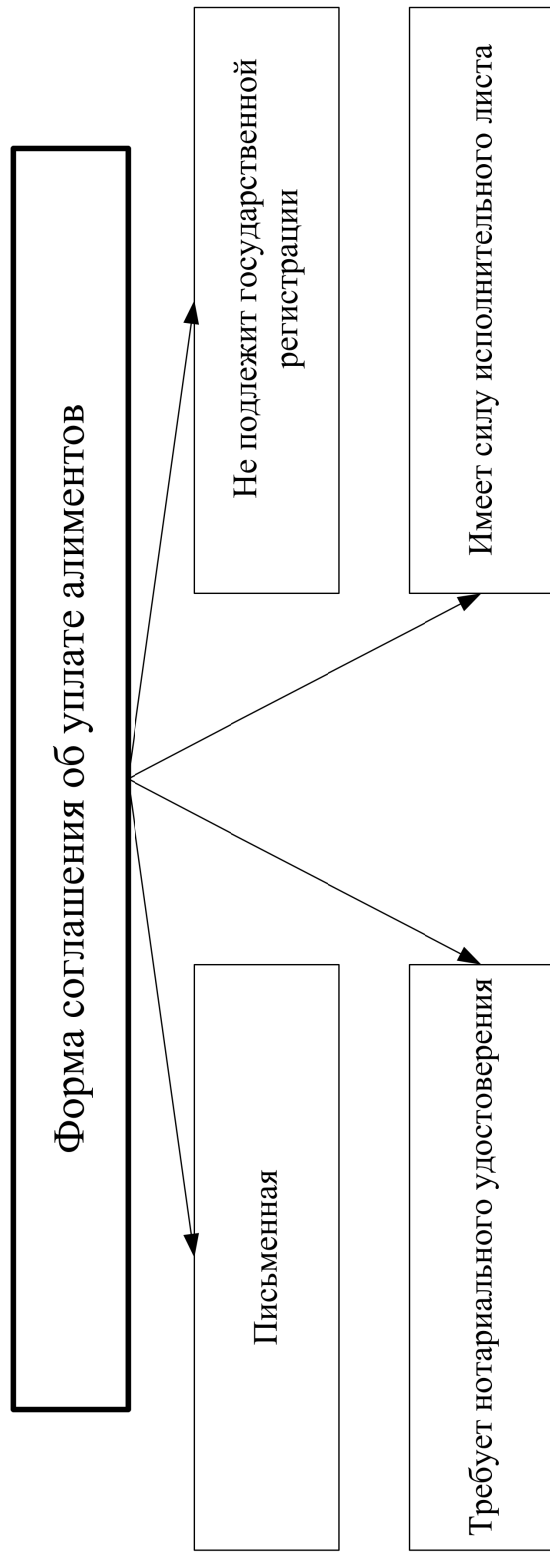 Форма соглашения об уплате алиментов
Письменная
Не подлежит государственной
регистрации
Требует нотариального удостоверения
Имеет силу исполнительного листа